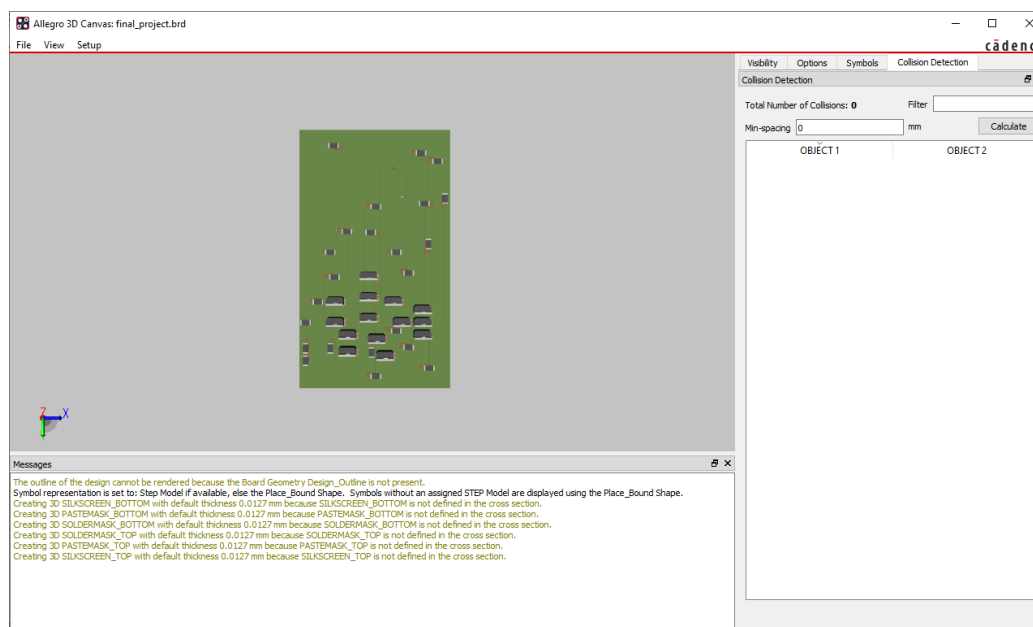 Allegro 3D Canvas: final_project.brd
File View Setup
cādenc
Visibility Options Symbols Collision Detection
Collision Detection
Total Number of Collisions: 0 Filter
Min-spacing 0 mm Calculate
OBJECT 1 OBJECT 2
Z X
Messages
The outline of the design cannot be rendered because the Board Geometry Design_Outline is not present.
Symbol representation is set to: Step Model if available, else the Place_Bound Shape. Symbols without an assigned STEP Model are displayed using the Place_Bound Shape.
Creating 3D SILKSCREEN_BOTTOM with default thickness 0.0127 mm because SILKSCREEN_BOTTOM is not defined in the cross section.
Creating 3D PASTEMASK_BOTTOM with default thickness 0.0127 mm because PASTEMASK_BOTTOM is not defined in the cross section.
Creating 3D SOLDERMASK_BOTTOM with default thickness 0.0127 mm because SOLDERMASK_BOTTOM is not defined in the cross section.
Creating 3D SOLDERMASK_TOP with default thickness 0.0127 mm because SOLDERMASK_TOP is not defined in the cross section.
Creating 3D PASTEMASK_TOP with default thickness 0.0127 mm because PASTEMASK_TOP is not defined in the cross section.
Creating 3D SILKSCREEN_TOP with default thickness 0.0127 mm because SILKSCREEN_TOP is not defined in the cross section.